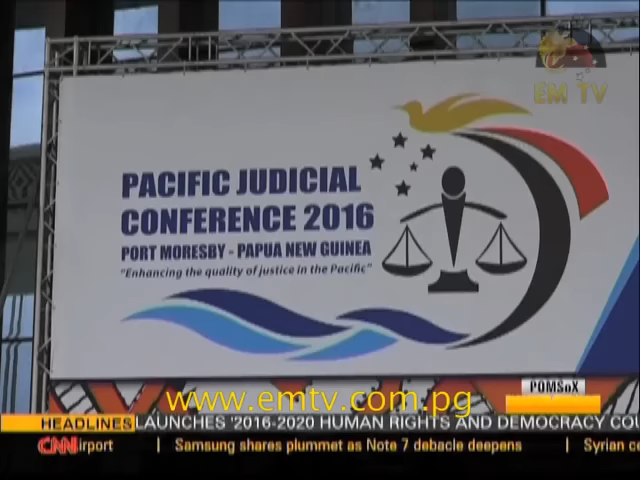 EM TV
PACIFIC JUDICIAL
CONFERENCE 2016
PORT MORESBY - PAPUA NEW GUINEA
"Enhancing the quality of justice in the Pacific"
www.emtv.com.pg
POMSoX
HEADLINES LAUNCHES '2016-2020 HUMAN RIGHTS AND DEMOCRACY COU
CNN irport | Samsung shares plummet as Note 7 debacle deepens | Syrian ce